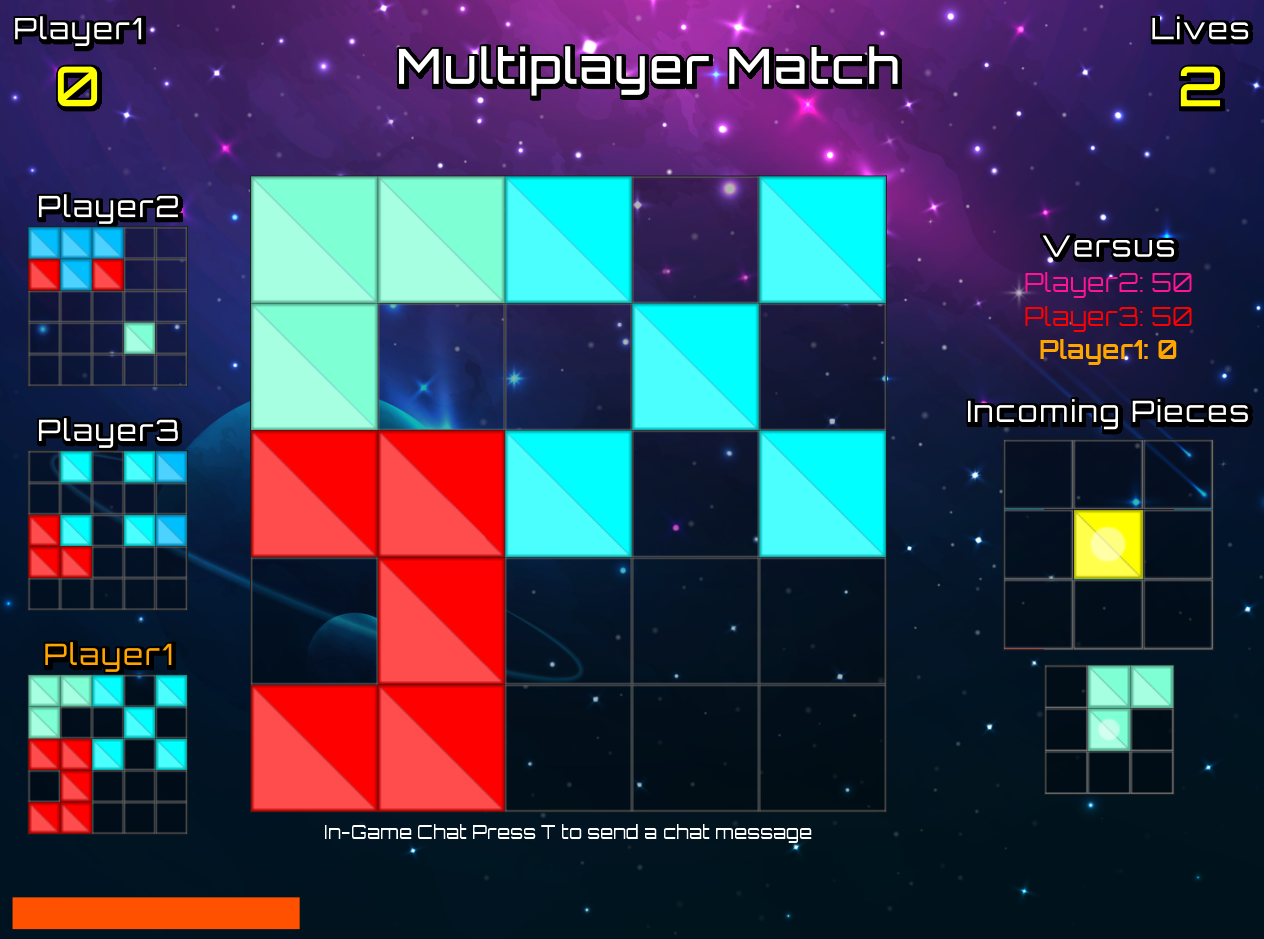 Player1
0
Multiplayer Match
Lives
2
Player2
Player3
Player1
Versus
Player2: 50
Player3: 50
Player1: 0
Incoming Pieces
In-Game Chat Press T to send a chat message